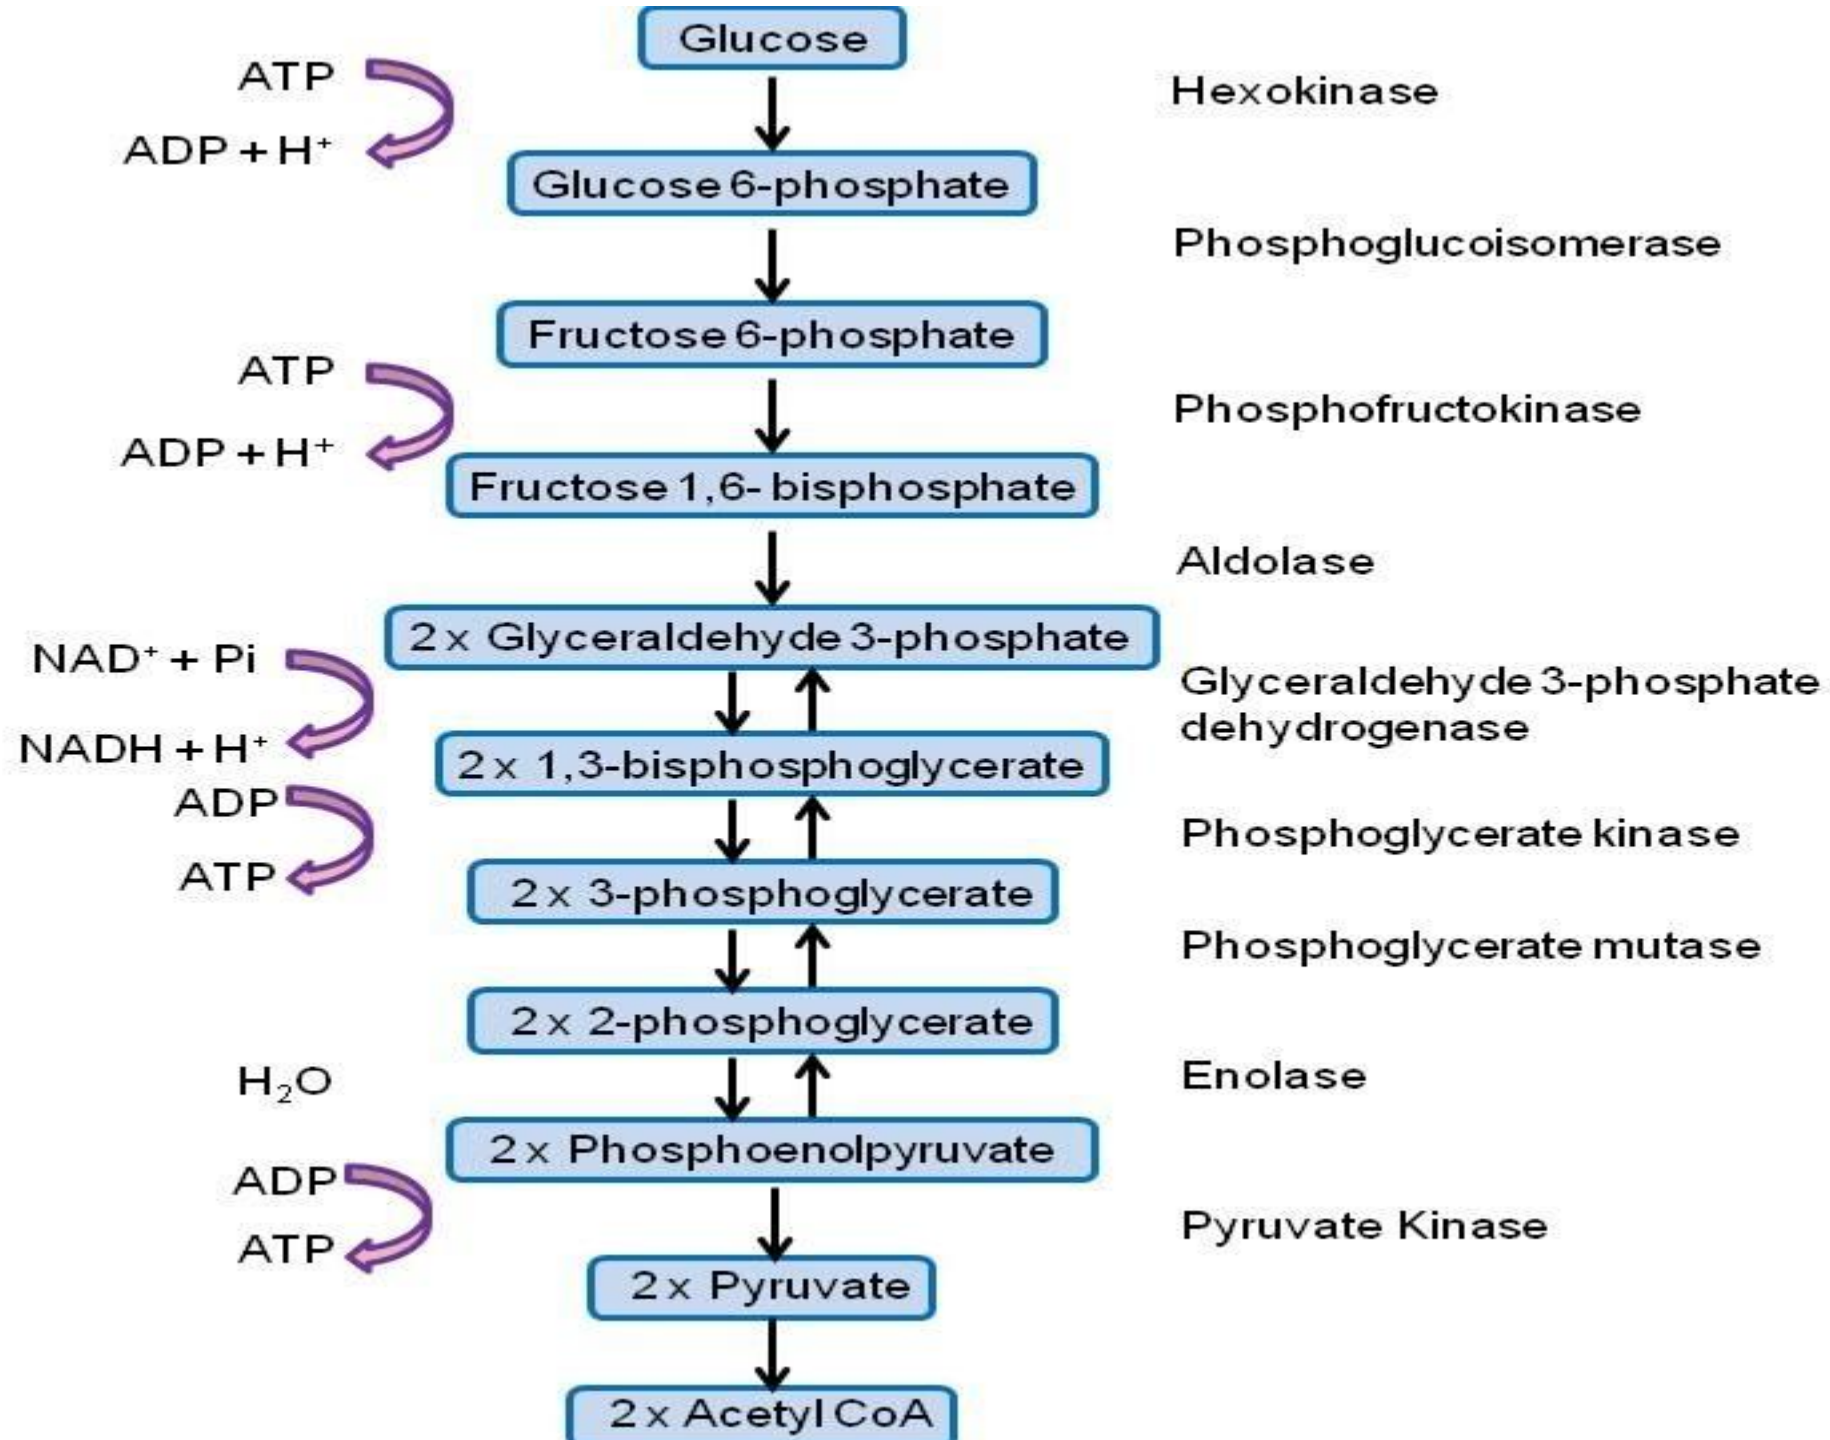 Glucose
ATP
Hexokinase
ADP + H⁺
Glucose 6-phosphate
Phosphoglucoisomerase
Fructose 6-phosphate
ATP
Phosphofructokinase
ADP + H⁺
Fructose 1,6- bisphosphate
Aldolase
2 x Glyceraldehyde 3-phosphate
NAD⁺ + Pi
Glyceraldehyde 3-phosphate
dehydrogenase
NADH + H⁺
2 x 1,3-bisphosphoglycerate
ADP
Phosphoglycerate kinase
ATP
2 x 3-phosphoglycerate
Phosphoglycerate mutase
2 x 2-phosphoglycerate
H₂O
Enolase
2 x Phosphoenolpyruvate
ADP
Pyruvate Kinase
ATP
2 x Pyruvate
2 x Acetyl CoA